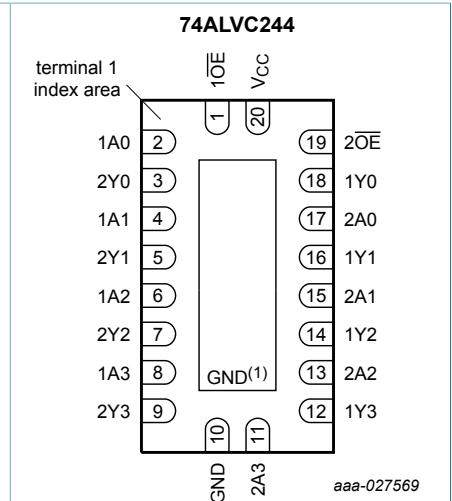 74ALVC244
terminal 1
index area
1O̅E̅
VCC
1
20
1A0 2
19 2O̅E̅
2Y0 3
18 1Y0
1A1 4
17 2A0
2Y1 5
16 1Y1
1A2 6
15 2A1
2Y2 7
14 1Y2
1A3 8
13 2A2
GND(1)
2Y3 9
12 1Y3
10
11
GND
2A3
aaa-027569